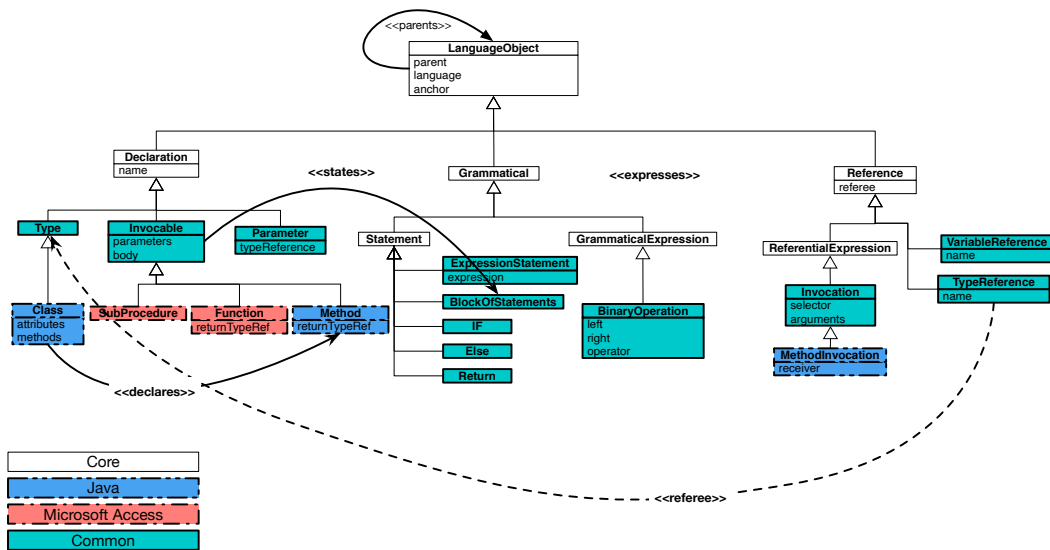 <<parents>>
LanguageObject
parent
language
anchor
Declaration
name
<<states>>
Grammatical
<<expresses>>
Reference
referee
Type
Invocable
parameters
body
Parameter
typeReference
Statement
GrammaticalExpression
ReferentialExpression
VariableReference
name
ExpressionStatement
expression
TypeReference
name
Invocation
selector
arguments
BlockOfStatements
Class
attributes
methods
SubProcedure
Function
returnTypeRef
Method
returnTypeRef
BinaryOperation
left
right
operator
IF
Else
Return
MethodInvocation
receiver
<<declares>>
<<referee>>
Core
Java
Microsoft Access
Common